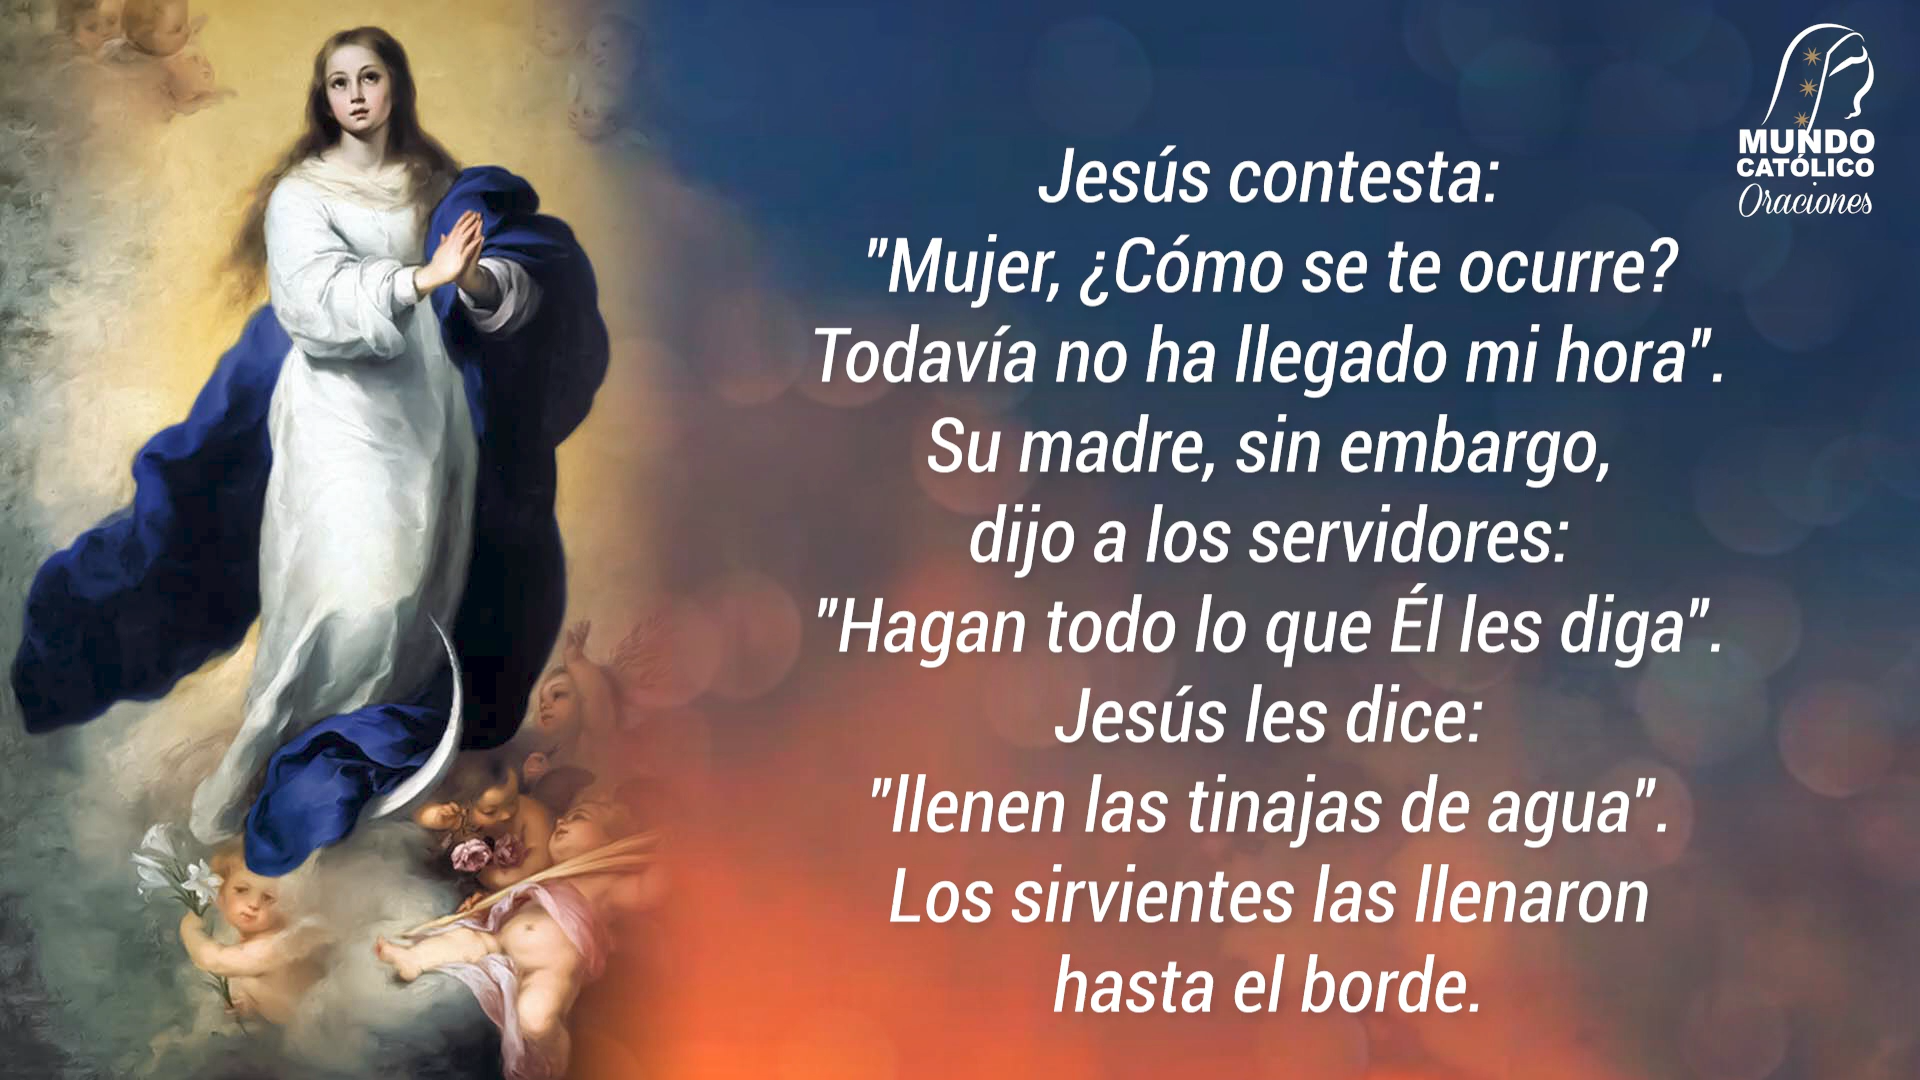 MUNDO
CATÓLICO
Oraciones
Jesús contesta:
"Mujer, ¿Cómo se te ocurre?
Todavía no ha llegado mi hora".
Su madre, sin embargo,
dijo a los servidores:
"Hagan todo lo que Él les diga".
Jesús les dice:
"llenen las tinajas de agua".
Los sirvientes las llenaron
hasta el borde.